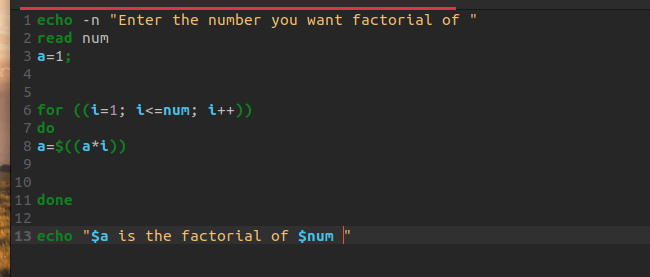 1 echo -n "Enter the number you want factorial of "
2 read num
3 a=1;
4
5
6 for ((i=1; i<=num; i++))
7 do
8 a=$((a*i))
9
10
11 done
12
13 echo "$a is the factorial of $num "